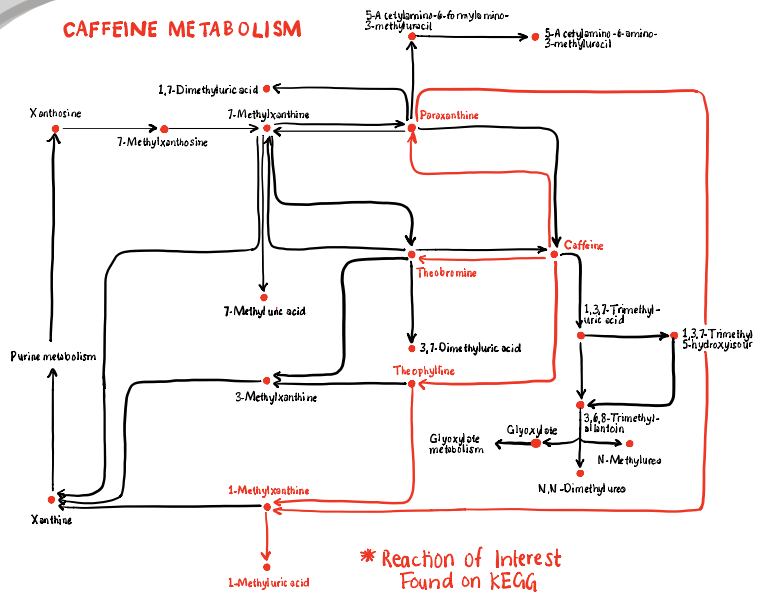 CAFFEINE METABOLISM
5-Acetylamino-6-formylamino-
3-methyluracil
5-Acetylamino-6-amino-
3-methyluracil
1,7-Dimethyluric acid
Xanthosine
7-Methylxanthine
Paraxanthine
7-Methylxanthosine
Caffeine
Theobromine
7-Methyluric acid
1,3,7-Trimethyl-
uric acid
1,3,7-Trimethyl
5-hydroxyisour
Purine metabolism
3,7-Dimethyluric acid
Theophylline
3-Methylxanthine
3,6,8-Trimethyl-
allantoin
Glyoxylate
Glyoxylate
metabolism
N-Methylurea
1-Methylxanthine
N,N-Dimethylurea
Xanthine
* Reaction of Interest
Found on KEGG
1-Methyluric acid